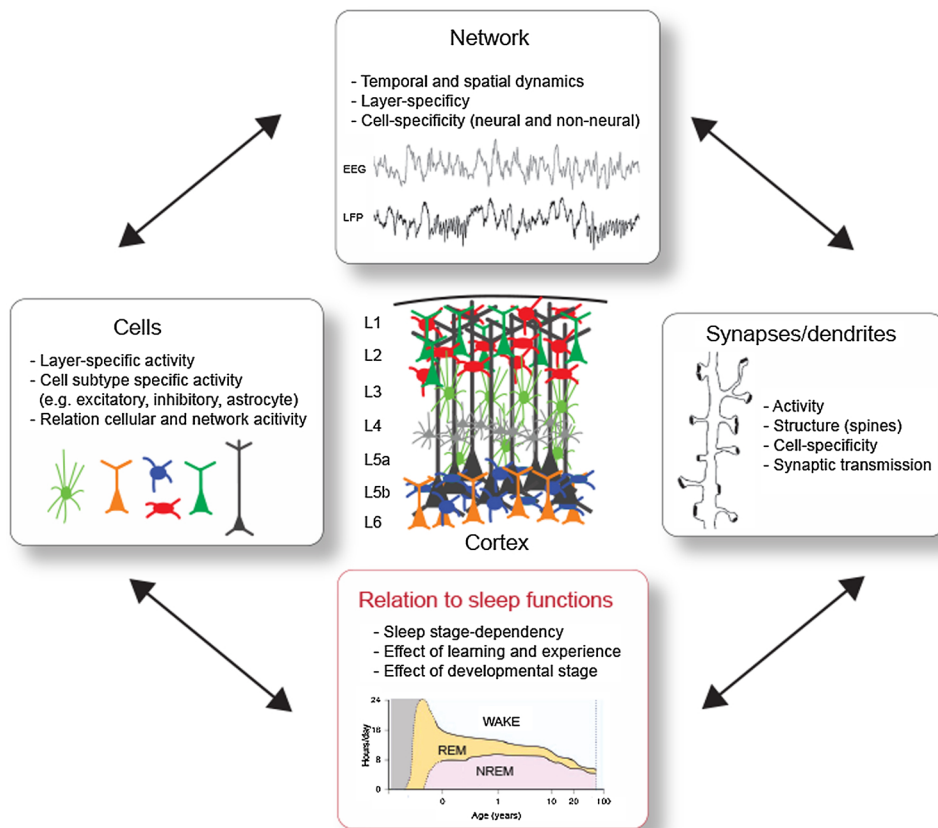 Network
- Temporal and spatial dynamics
- Layer-specificy
- Cell-specificity (neural and non-neural)
EEG
LFP
Cells
- Layer-specific activity
- Cell subtype specific activity
(e.g. excitatory, inhibitory, astrocyte)
- Relation cellular and network acitivity
L1
L2
L3
L4
L5a
L5b
L6
Cortex
Synapses/dendrites
- Activity
- Structure (spines)
- Cell-specificity
- Synaptic transmission
Relation to sleep functions
- Sleep stage-dependency
- Effect of learning and experience
- Effect of developmental stage
Hours/day
24
16
8
0
WAKE
REM
NREM
0 1 10 20 100
Age (years)